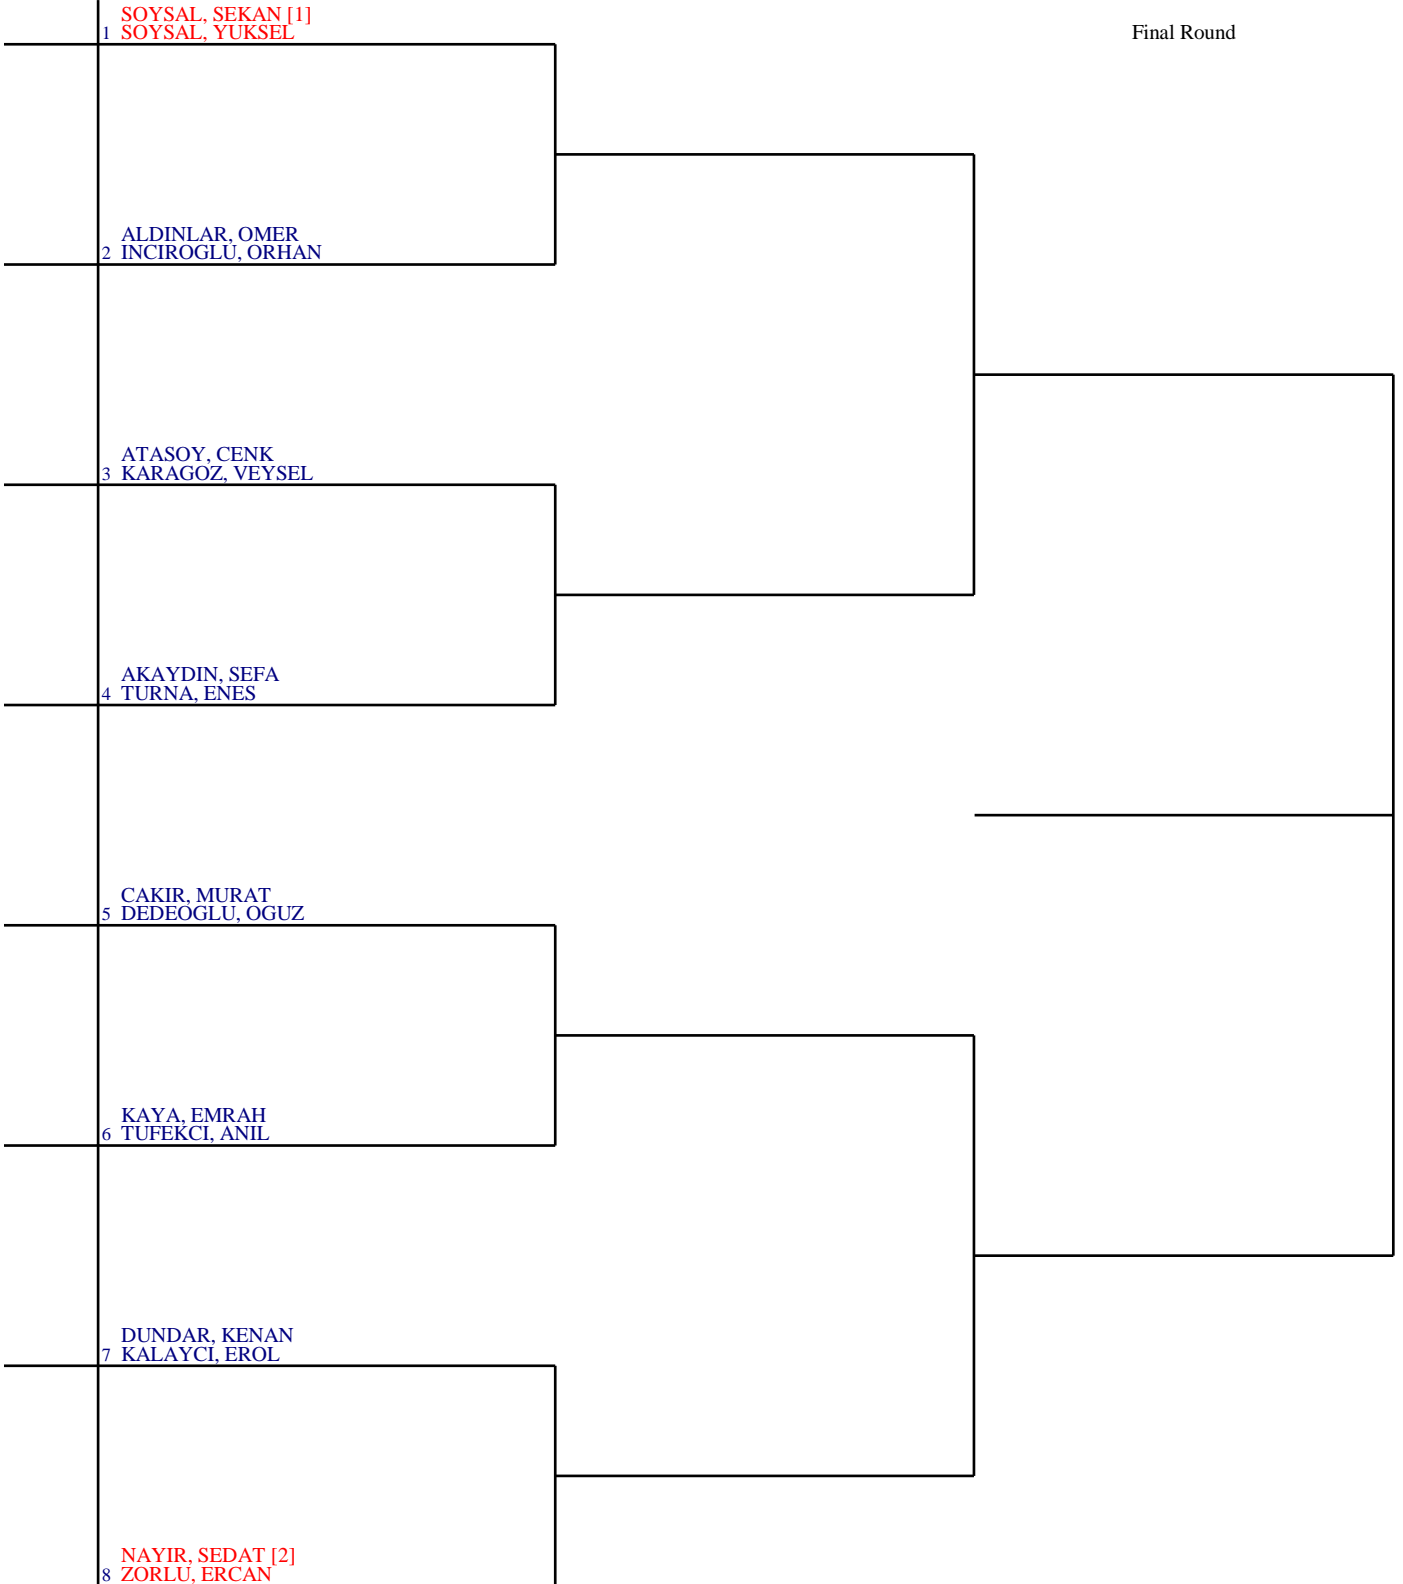 SOYSAL, SEKAN [1]
1 SOYSAL, YUKSEL
Final Round
ALDINLAR, OMER
2 INCIROGLU, ORHAN
ATASOY, CENK
3 KARAGOZ, VEYSEL
AKAYDIN, SEFA
4 TURNA, ENES
CAKIR, MURAT
5 DEDEOGLU, OGUZ
KAYA, EMRAH
6 TUFEKCI, ANIL
DUNDAR, KENAN
7 KALAYCI, EROL
NAYIR, SEDAT [2]
8 ZORLU, ERCAN